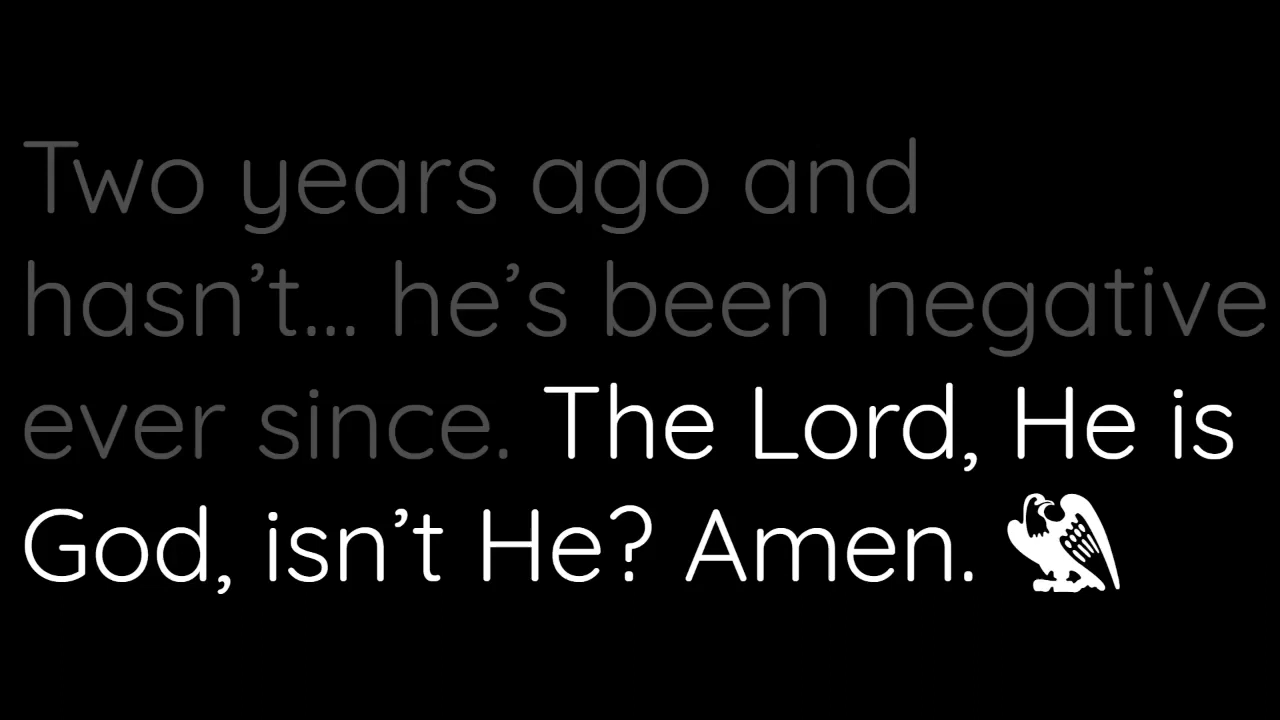 Two years ago and
hasn’t... he’s been negative
ever since. The Lord, He is
God, isn’t He? Amen.